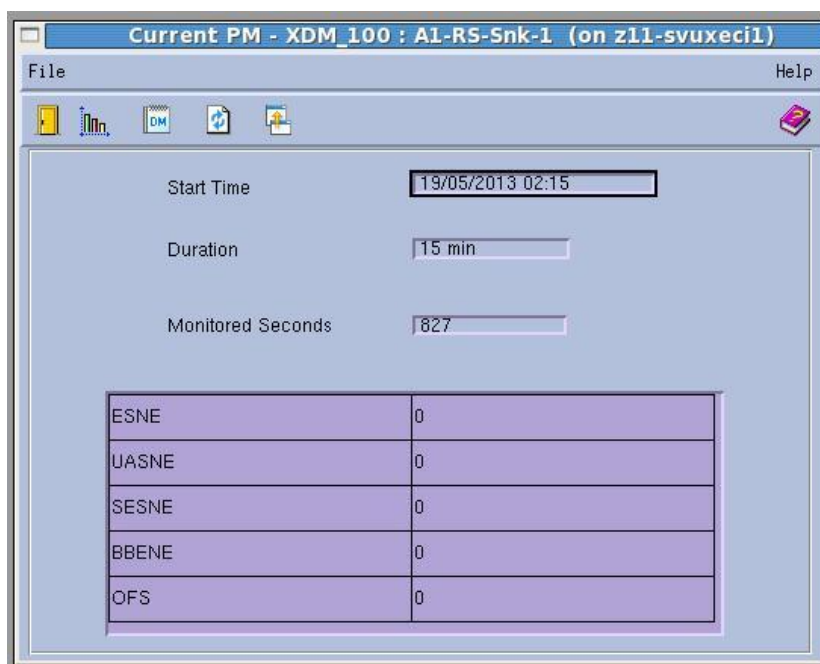 Current PM - XDM_100 : A1-RS-Snk-1 (on z11-svuxeci1)
File Help
DM
Start Time 19/05/2013 02:15
Duration 15 min
Monitored Seconds 827
ESNE 0
UASNE 0
SESNE 0
BBENE 0
OFS 0